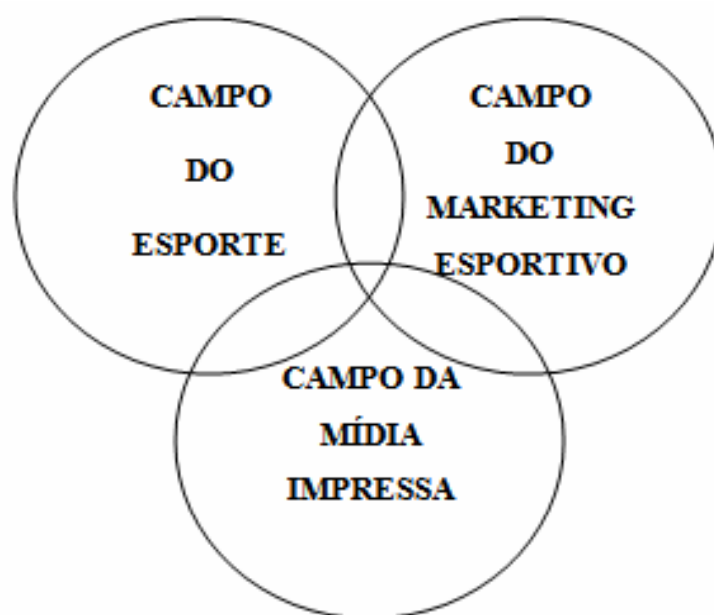 CAMPO
DO
ESPORTE
CAMPO
DO
MARKETING
ESPORTIVO
CAMPO DA
MÍDIA
IMPRESSA